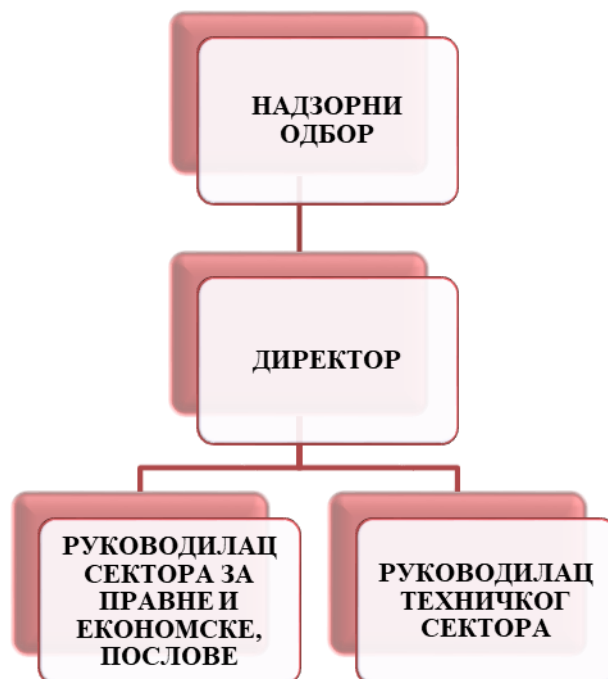 НАДЗОРНИ
ОДБОР
ДИРЕКТОР
РУКОВОДИЛАЦ
СЕКТОРА ЗА
ПРАВНЕ И
ЕКОНОМСКЕ,
ПОСЛОВЕ
РУКОВОДИЛАЦ
ТЕХНИЧКОГ
СЕКТОРА